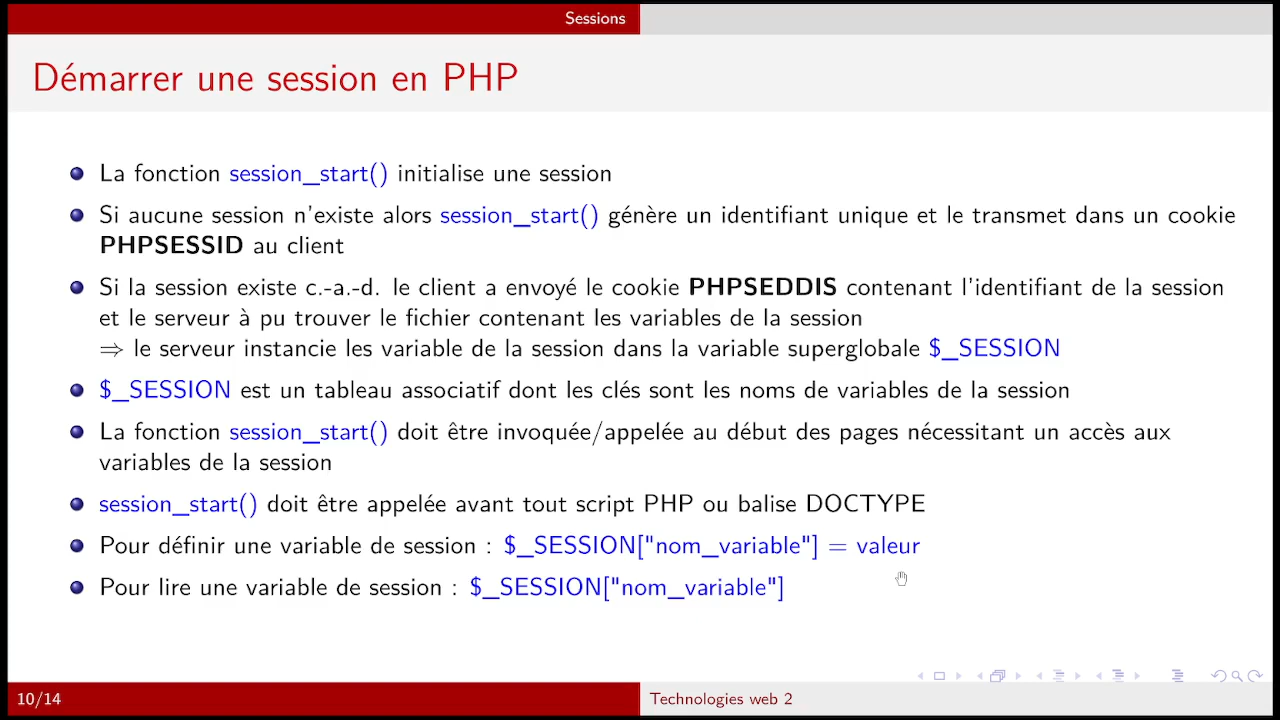 Sessions
Démarrer une session en PHP
La fonction session_start() initialise une session
Si aucune session n'existe alors session_start() génère un identifiant unique et le transmet dans un cookie
PHPSESSID au client
Si la session existe c.-a.-d. le client a envoyé le cookie PHPSEDDIS contenant l'identifiant de la session
et le serveur à pu trouver le fichier contenant les variables de la session
⇒ le serveur instancie les variable de la session dans la variable superglobale $_SESSION
$_SESSION est un tableau associatif dont les clés sont les noms de variables de la session
La fonction session_start() doit être invoquée/appelée au début des pages nécessitant un accès aux
variables de la session
session_start() doit être appelée avant tout script PHP ou balise DOCTYPE
Pour définir une variable de session : $_SESSION["nom_variable"] = valeur
Pour lire une variable de session : $_SESSION["nom_variable"]
10/14
Technologies web 2